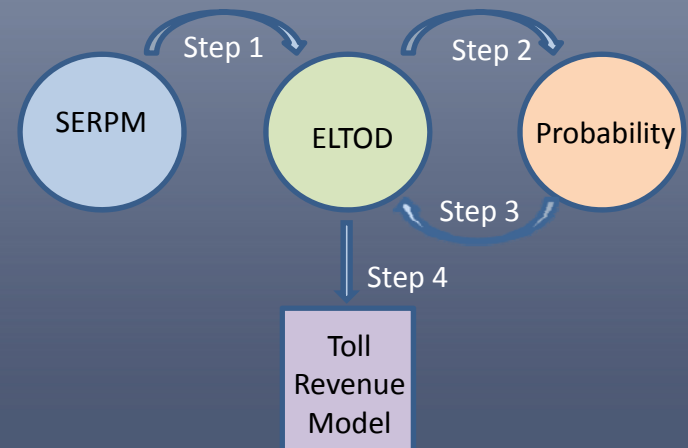 Step 1
Step 2
SERPM
ELTOD
Probability
Step 3
Step 4
Toll
Revenue
Model